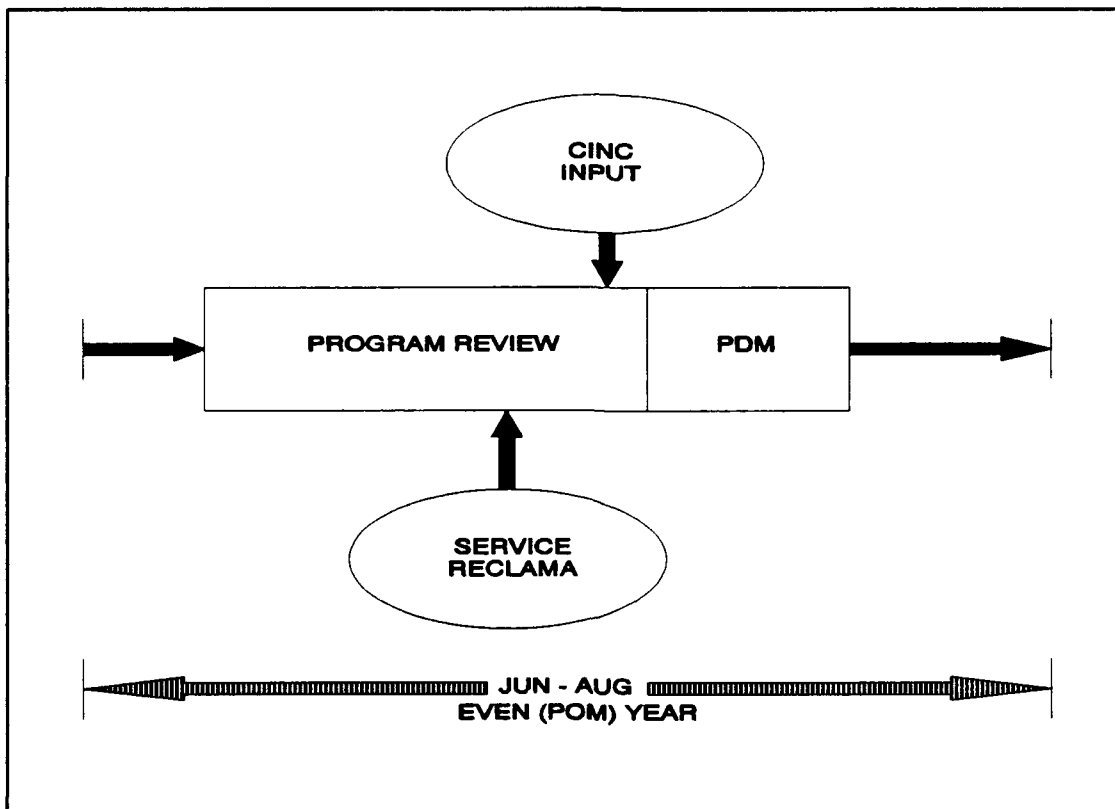 CINC
INPUT
PROGRAM REVIEW
PDM
SERVICE
RECLAMA
JUN - AUG
EVEN (POM) YEAR